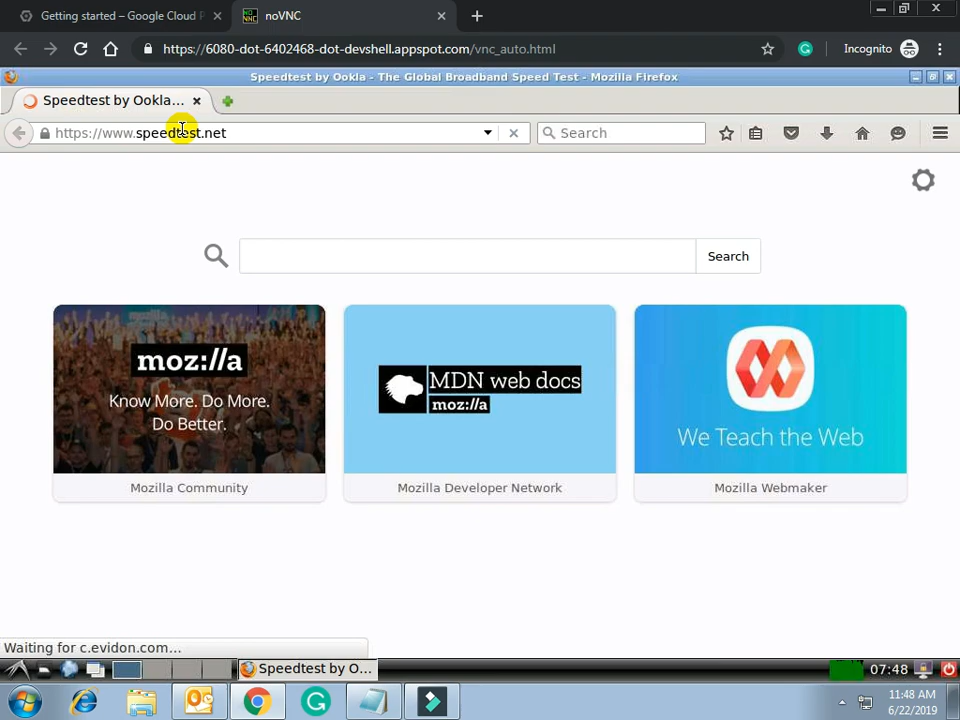 Getting started – Google Cloud P
noVNC
https://6080-dot-6402468-dot-devshell.appspot.com/vnc_auto.html
Incognito
Speedtest by Ookla - The Global Broadband Speed Test - Mozilla Firefox
Speedtest by Ookla...
https://www.speedtest.net
Search
Search
moz://a
Know More. Do More.
Do Better.
Mozilla Community
MDN web docs
moz://a
Mozilla Developer Network
We Teach the Web
Mozilla Webmaker
Waiting for c.evidon.com...
Speedtest by O...
07:48
11:48 AM
6/22/2019